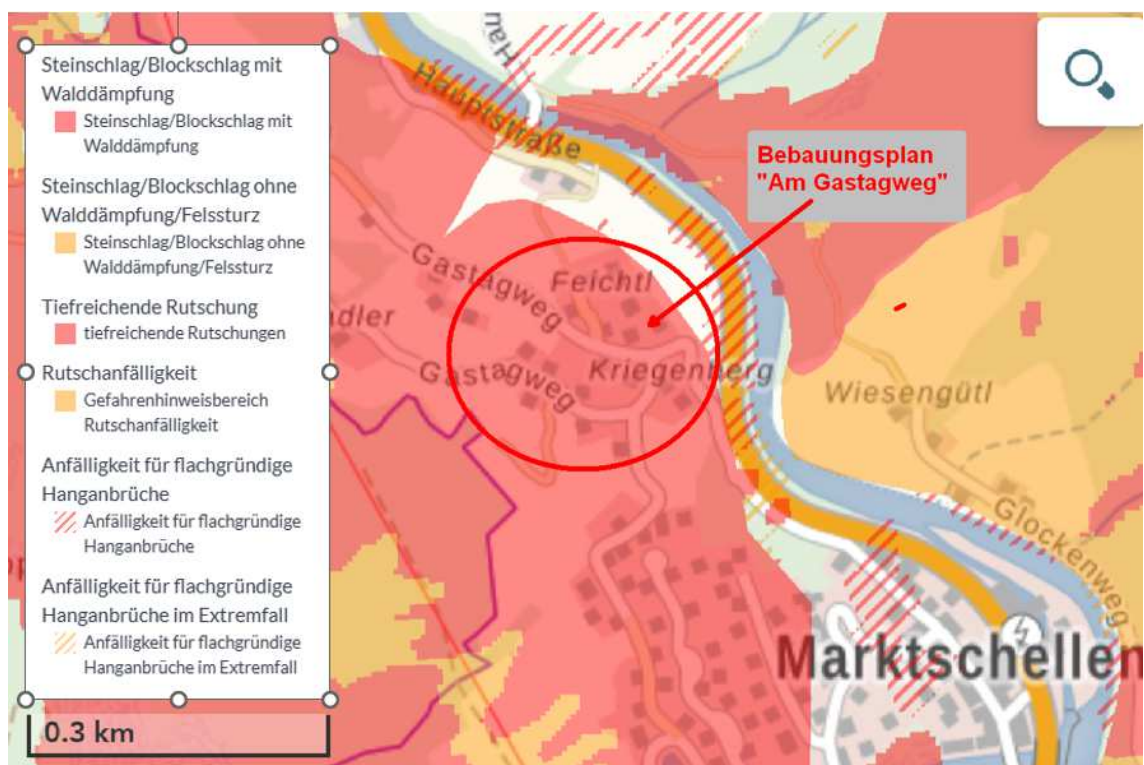 Steinschlag/Blockschlag mit
Walddämpfung
Steinschlag/Blockschlag mit
Walddämpfung
Steinschlag/Blockschlag ohne
Walddämpfung/Felssturz
Steinschlag/Blockschlag ohne
Walddämpfung/Felssturz
Tiefreichende Rutschung
tiefreichende Rutschungen
Rutschanfälligkeit
Gefahrenhinweisbereich
Rutschanfälligkeit
Anfälligkeit für flachgründige
Hanganbrüche
Anfälligkeit für flachgründige
Hanganbrüche
Anfälligkeit für flachgründige
Hanganbrüche im Extremfall
Anfälligkeit für flachgründige
Hanganbrüche im Extremfall
0.3 km
Hau
Hauptstraße
Bebauungsplan
"Am Gastagweg"
Gastagweg
Feichtl
dler
Gastagweg
Kriegenberg
Wiesengütl
Glockenweg
Marktschellen